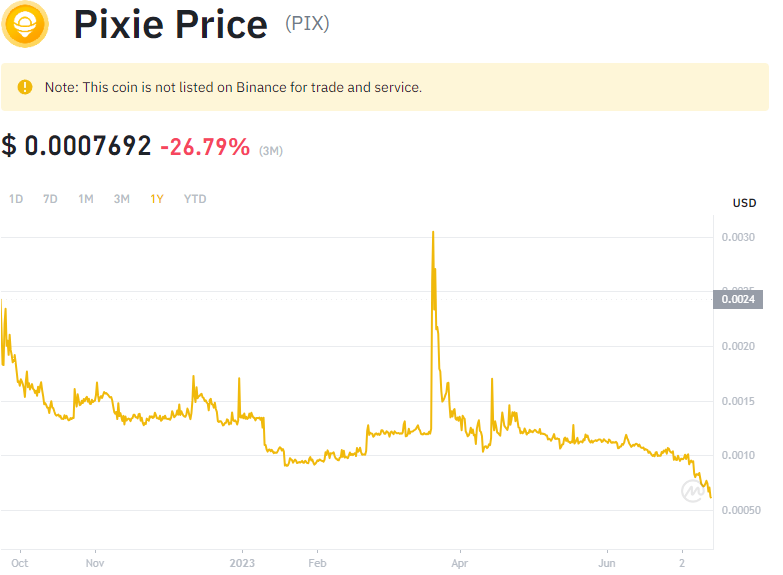 Pixie Price (PIX)
Note: This coin is not listed on Binance for trade and service.
$ 0.0007692 -26.79% (3M)
1D 7D 1M 3M 1Y YTD
USD
0.0030
0.0024
0.0020
0.0015
0.0010
0.00050
Oct Nov 2023 Feb Apr Jun 2